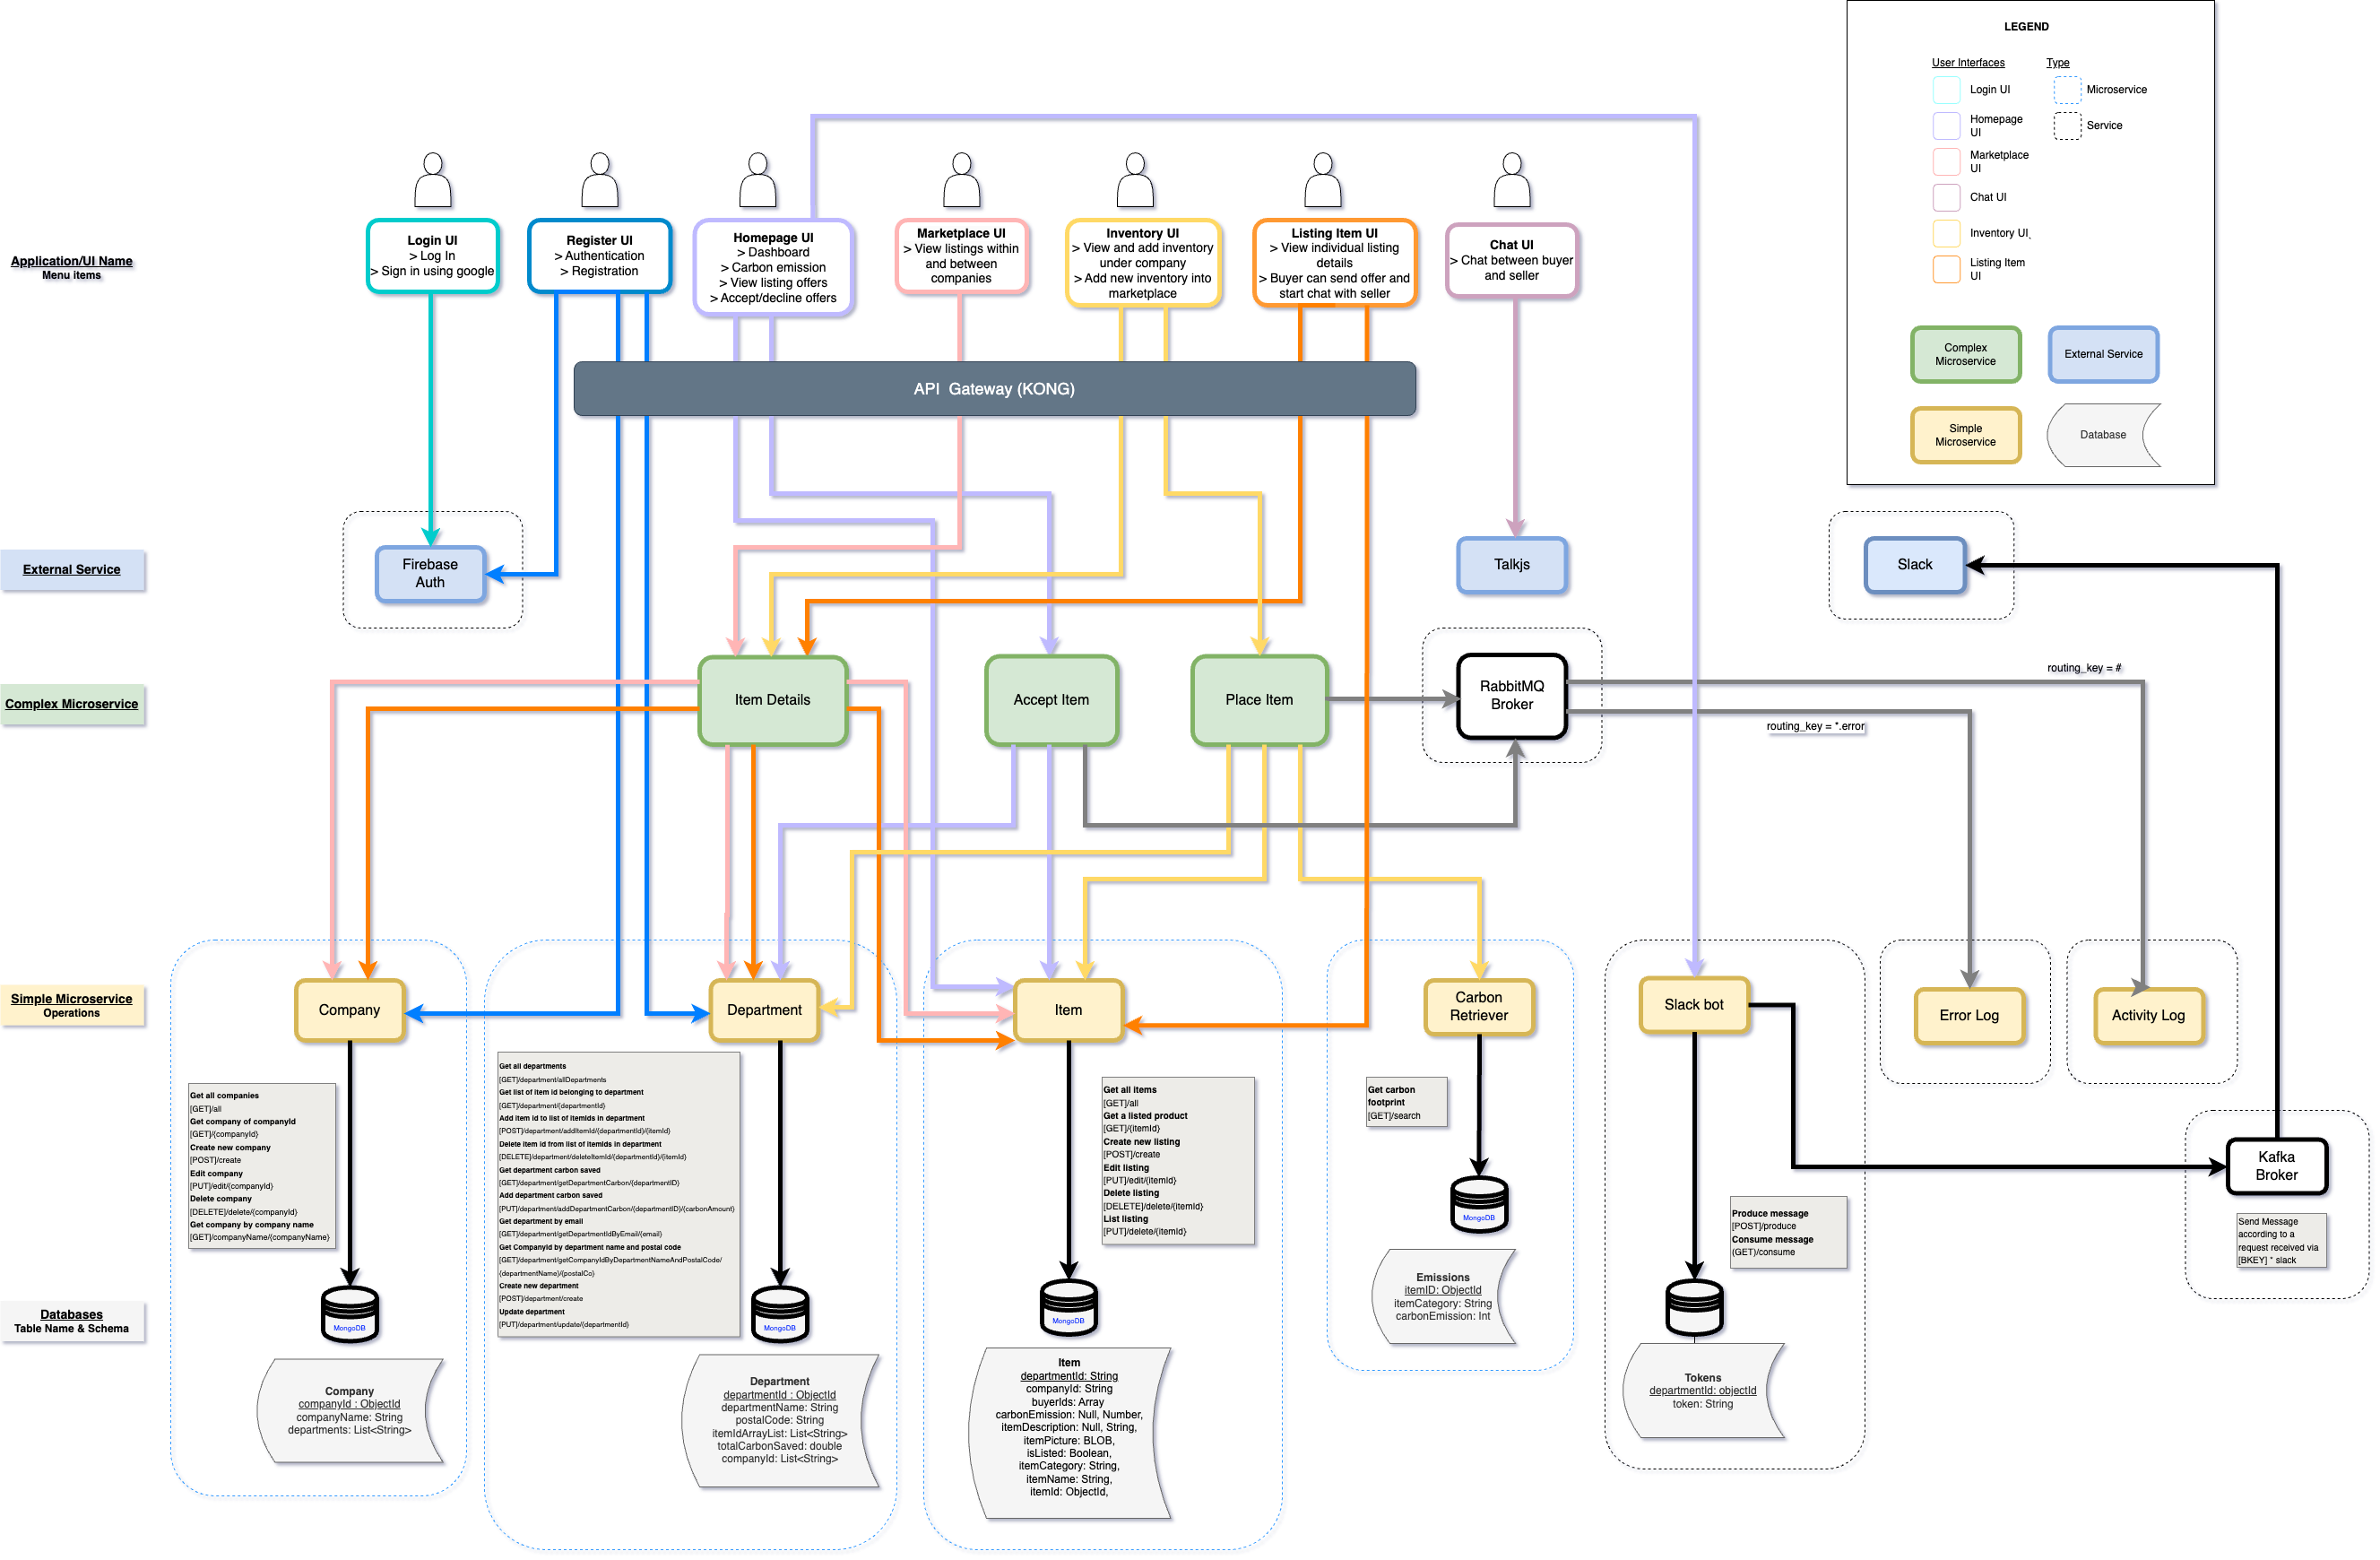 LEGEND
User Interfaces
Type
Login UI
Microservice
Homepage
UI
Service
Marketplace
UI
Chat UI
Inventory UI
Listing Item
UI
Complex
Microservice
External Service
Simple
Microservice
Database
Application/UI Name
Menu items
Login UI
> Log In
> Sign in using google
Register UI
> Authentication
> Registration
Homepage UI
> Dashboard
> Carbon emission
> View listing offers
> Accept/decline offers
Marketplace UI
> View listings within
and between
companies
Inventory UI
> View and add inventory
under company
> Add new inventory into
marketplace
Listing Item UI
> View individual listing
details
> Buyer can send offer and
start chat with seller
Chat UI
> Chat between buyer
and seller
API Gateway (KONG)
External Service
Firebase
Auth
Talkjs
Slack
Complex Microservice
Item Details
Accept Item
Place Item
RabbitMQ
Broker
routing_key = #
routing_key = *.error
Simple Microservice
Operations
Company
Department
Item
Carbon
Retriever
Slack bot
Error Log
Activity Log
Get all companies
[GET]/all
Get company of companyId
[GET]/{companyId}
Create new company
[POST]/create
Edit company
[PUT]/edit/{companyId}
Delete company
[DELETE]/delete/{companyId}
Get company by company name
[GET]/companyName/{companyName}
Get all departments
[GET]/department/allDepartments
Get list of item id belonging to department
[GET]/department/{departmentId}
Add item id to list of itemIds in department
[POST]/department/addItemId/{departmentId}/{itemId}
Delete item id from list of itemIds in department
[DELETE]/department/deleteItemId/{departmentId}/{itemId}
Get department carbon saved
[GET]/department/getDepartmentCarbon/{departmentID}
Add department carbon saved
[PUT]/department/addDepartmentCarbon/{departmentID}/{carbonAmount}
Get department by email
[GET]/department/getDepartmentIdByEmail/{email}
Get CompanyId by department name and postal code
[GET]/department/getCompanyIdByDepartmentNameAndPostalCode/
{departmentName}/{postalCo}
Create new department
[POST]/department/create
Update department
[PUT]/department/update/{departmentId}
Get all items
[GET]/all
Get a listed product
[GET]/{itemId}
Create new listing
[POST]/create
Edit listing
[PUT]/edit/{itemId}
Delete listing
[DELETE]/delete/{itemId}
List listing
[PUT]/delete/{itemId}
Get carbon
footprint
[GET]/search
Produce message
[POST]/produce
Consume message
(GET)/consume
Kafka
Broker
Send Message
according to a
request received via
[BKEY] * slack
Databases
Table Name & Schema
MongoDB
MongoDB
MongoDB
MongoDB
Company
companyId : ObjectId
companyName: String
departments: List<String>
Department
departmentId : ObjectId
departmentName: String
postalCode: String
itemIdArrayList: List<String>
totalCarbonSaved: double
companyId: List<String>
Item
departmentId: String
companyId: String
buyerIds: Array
carbonEmission: Null, Number,
itemDescription: Null, String,
itemPicture: BLOB,
isListed: Boolean,
itemCategory: String,
itemName: String,
itemId: ObjectId,
Emissions
itemID: ObjectId
itemCategory: String
carbonEmission: Int
Tokens
departmentId: objectId
token: String